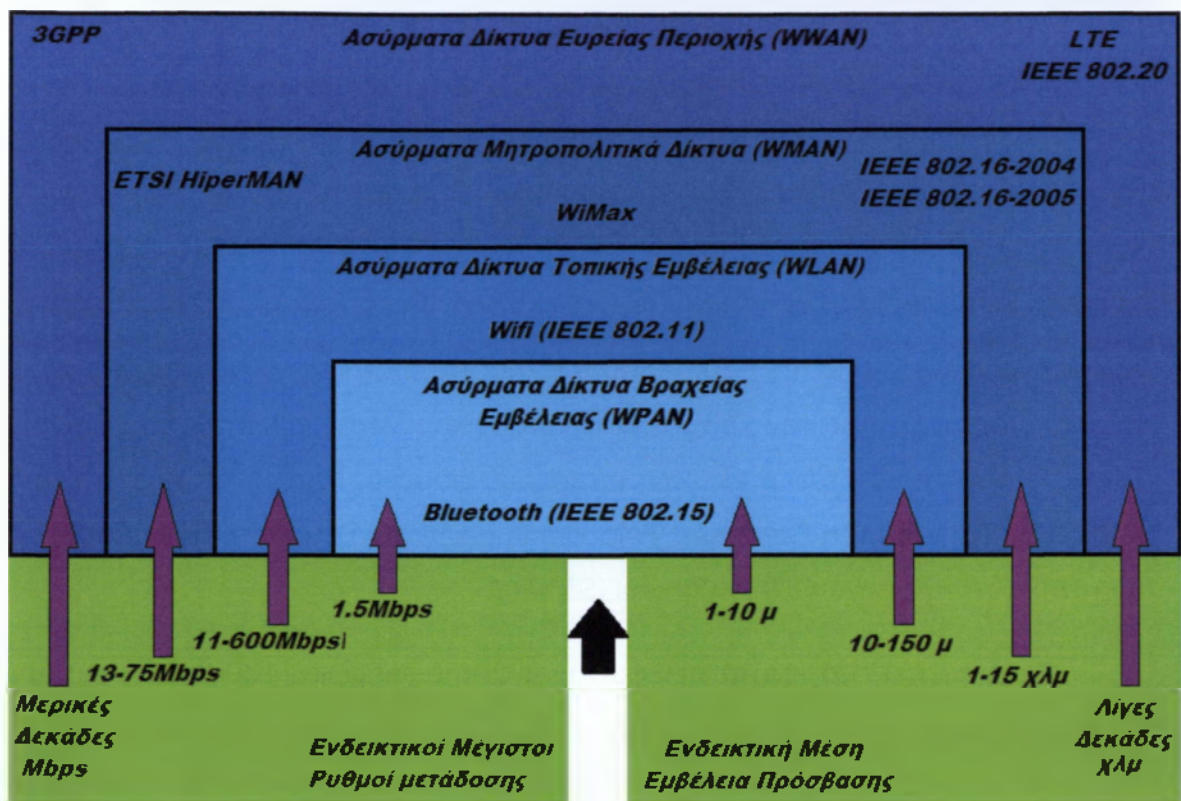 3GPP
Ασύρματα Δίκτυα Ευρείας Περιοχής (WWAN)
LTE
IEEE 802.20
Ασύρματα Μητροπολιτικά Δίκτυα (WMAN)
ETSI HiperMAN
IEEE 802.16-2004
IEEE 802.16-2005
WiMax
Ασύρματα Δίκτυα Τοπικής Εμβέλειας (WLAN)
Wifi (IEEE 802.11)
Ασύρματα Δίκτυα Βραχείας
Εμβέλειας (WPAN)
Bluetooth (IEEE 802.15)
1.5Mbps
11-600Mbps
13-75Mbps
Μερικές
Δεκάδες
Mbps
Ενδεικτικοί Μέγιστοι
Ρυθμοί μετάδοσης
1-10 μ
10-150 μ
1-15 χλμ
Λίγες
Δεκάδες
χλμ
Ενδεικτική Μέση
Εμβέλεια Πρόσβασης